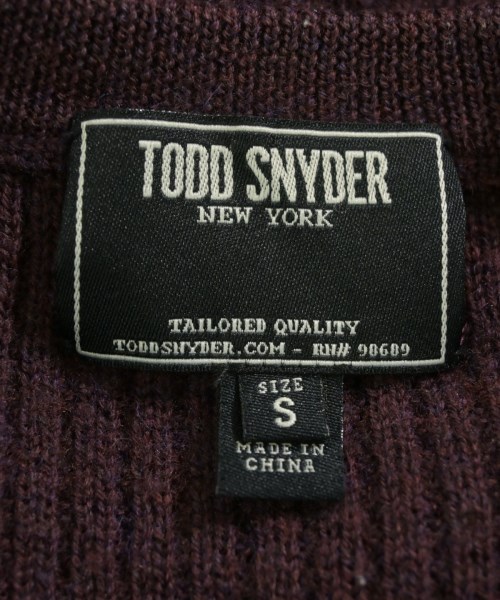 TODD SNYDER
NEW YORK
TAILORED QUALITY
TODDSNYDER.COM - RN# 98689
SIZE
S
MADE IN
CHINA